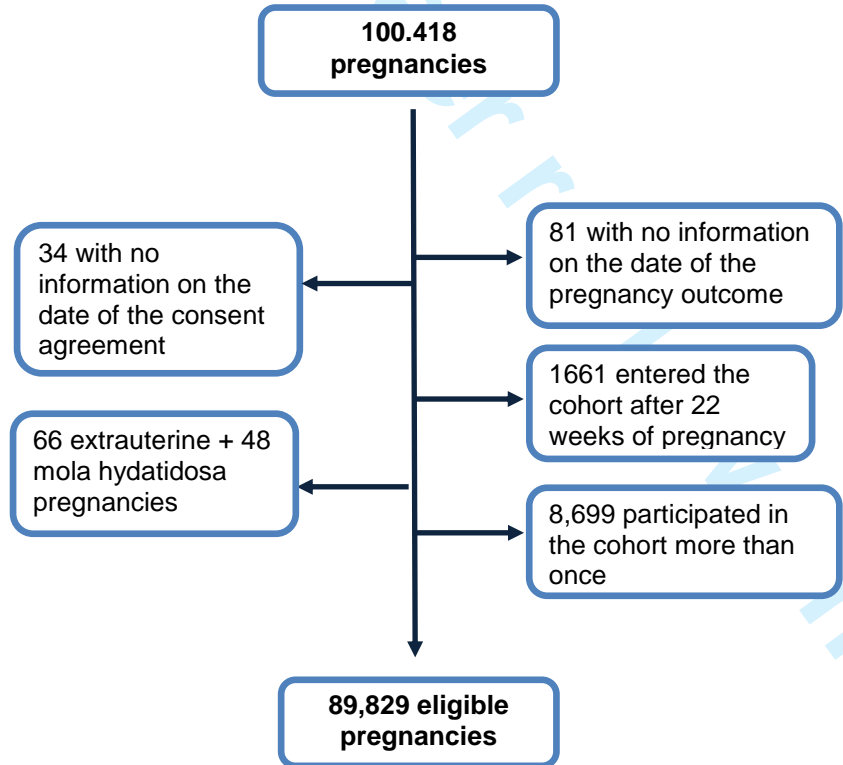 100.418
pregnancies
34 with no
information on the
date of the consent
agreement
81 with no information
on the date of the
pregnancy outcome
1661 entered the
cohort after 22
weeks of pregnancy
66 extrauterine + 48
mola hydatidosa
pregnancies
8,699 participated in
the cohort more than
once
89,829 eligible
pregnancies